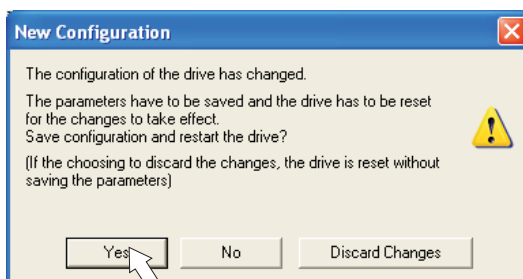 New Configuration
The configuration of the drive has changed.
The parameters have to be saved and the drive has to be reset
for the changes to take effect.
Save configuration and restart the drive?
(If the choosing to discard the changes, the drive is reset without
saving the parameters)
Yes No Discard Changes